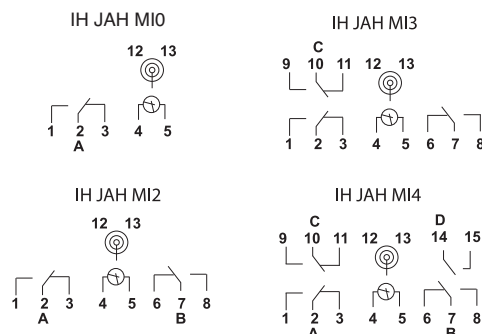 IH JAH MI0
12 13
1 2 3 4 5
A
IH JAH MI3
C
9 10 11 12 13
1 2 3 4 5 6 7 8
IH JAH MI2
12 13
1 2 3 4 5 6 7 8
A B
IH JAH MI4
C D
9 10 11 12 13 14 15
1 2 3 4 5 6 7 8
A B